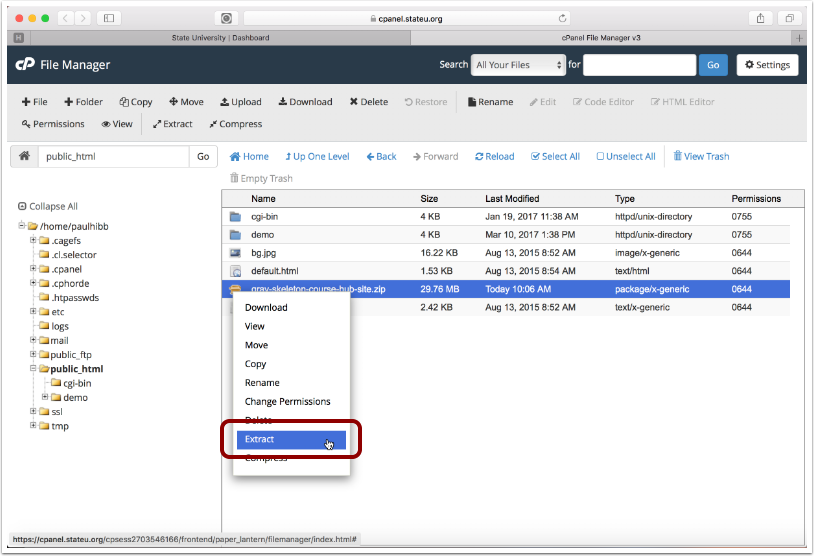 cpanel.stateu.org
H
State University | Dashboard
cPanel File Manager v3
cP File Manager
Search All Your Files for Go Settings
File Folder Copy Move Upload Download Delete Restore Rename Edit Code Editor HTML Editor
Permissions View Extract Compress
public_html Go
Home Up One Level Back Forward Reload Select All Unselect All View Trash
Empty Trash
Collapse All
/home/paulhibb
.cagefs
.cl.selector
.cpanel
.cphorde
.htpasswds
etc
logs
mail
public_ftp
public_html
cgi-bin
demo
ssl
tmp
Name Size Last Modified Type Permissions
cgi-bin 4 KB Jan 19, 2017 11:38 AM httpd/unix-directory 0755
demo 4 KB Mar 10, 2017 1:38 PM httpd/unix-directory 0755
bg.jpg 16.22 KB Aug 13, 2015 8:52 AM image/x-generic 0644
default.html 1.53 KB Aug 13, 2015 8:54 AM text/html 0644
gray-skeleton-course-hub-site.zip 29.76 MB Today 10:06 AM package/x-generic 0644
2.42 KB Aug 13, 2015 8:52 AM text/x-generic 0644
Download
View
Move
Copy
Rename
Change Permissions
Delete
Extract
Compress
https://cpanel.stateu.org/cpsess2703546166/frontend/paper_lantern/filemanager/index.html#